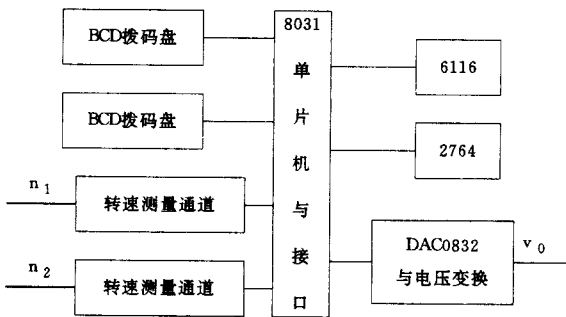 BCD拨码盘
BCD拨码盘
n1
转速测量通道
n2
转速测量通道
8031
单
片
机
与
接
口
6116
2764
DAC0832
与电压变换
v0